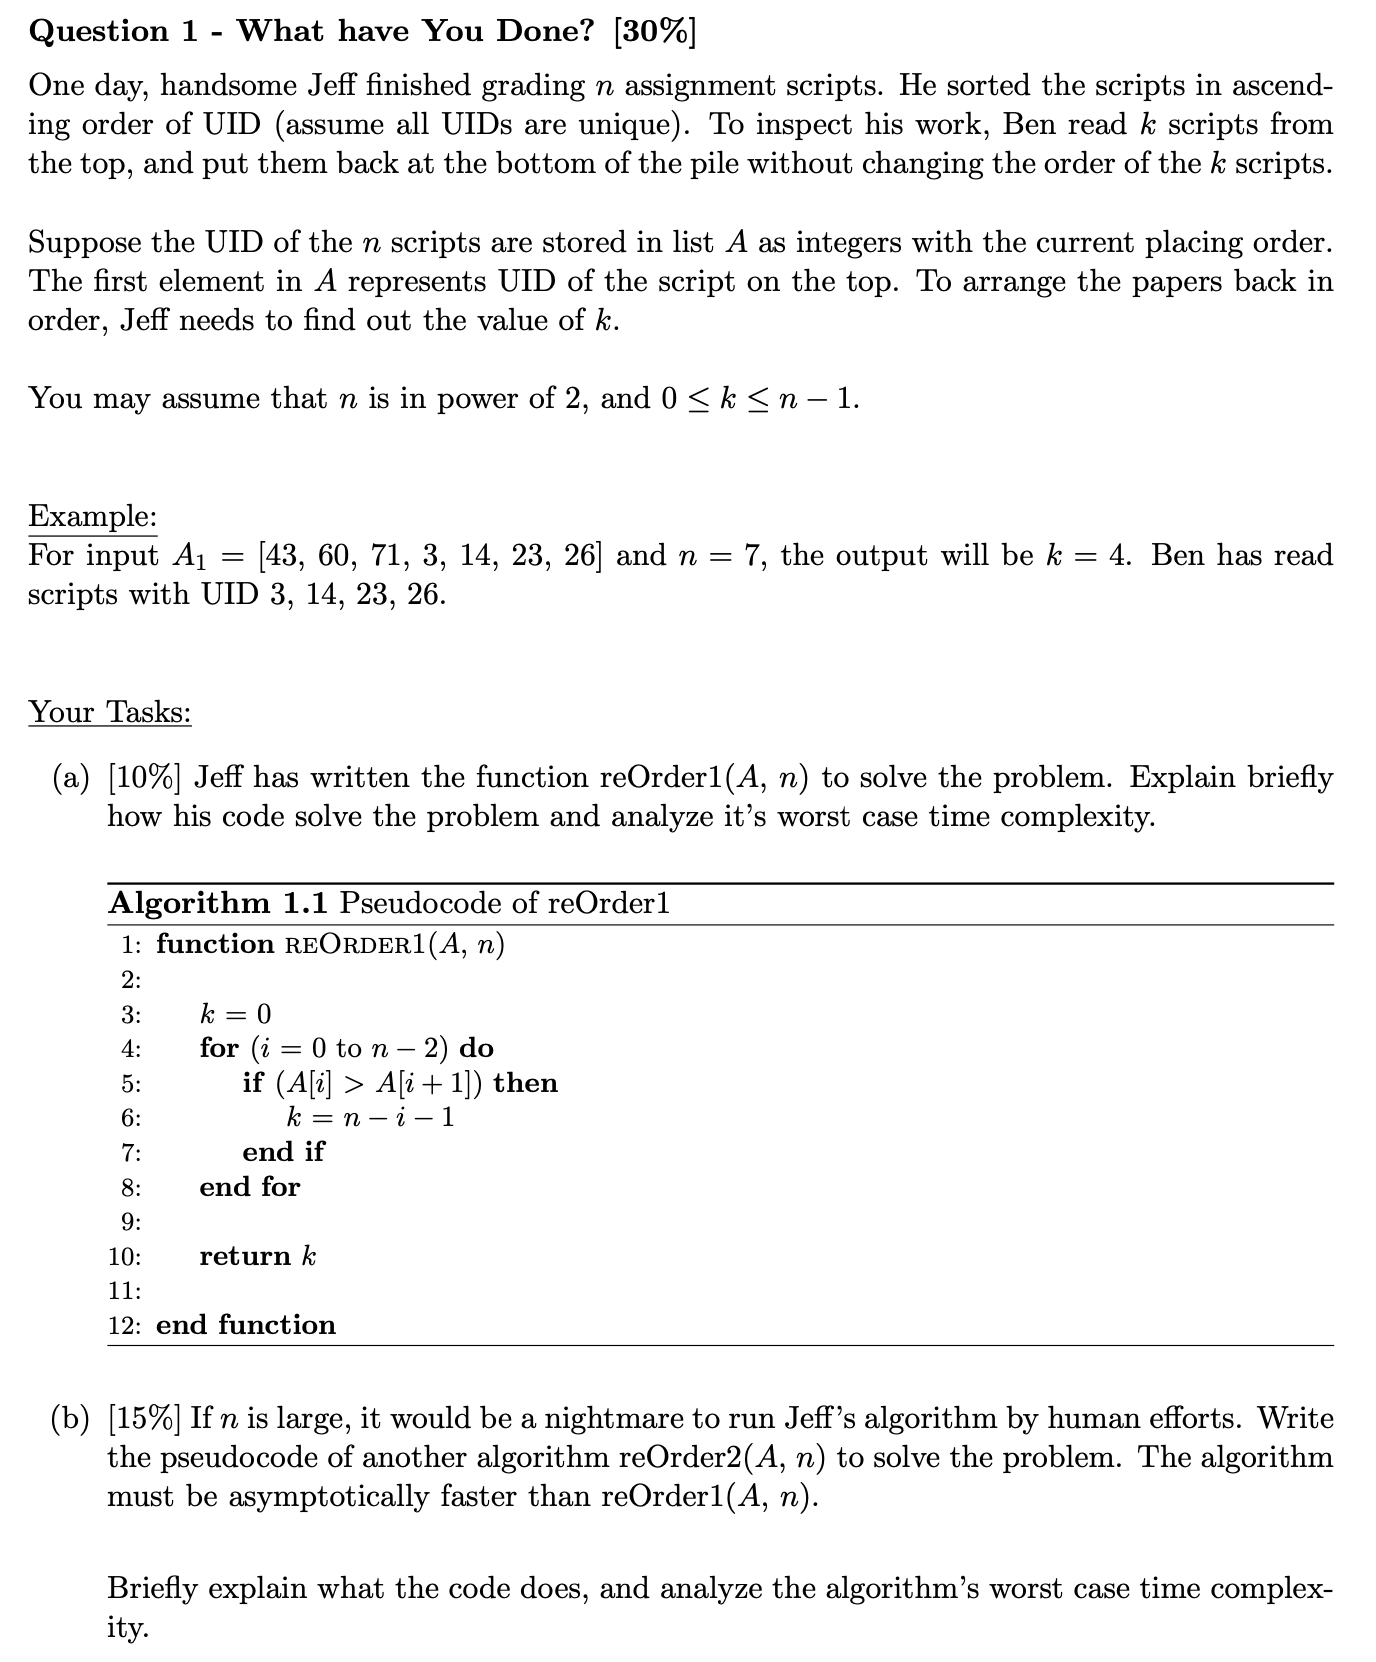 Question 1 - What have You Done? [30%]
One day, handsome Jeff finished grading n assignment scripts. He sorted the scripts in ascend-
ing order of UID (assume all UIDs are unique). To inspect his work, Ben read k scripts from
the top, and put them back at the bottom of the pile without changing the order of the k scripts.
Suppose the UID of the n scripts are stored in list A as integers with the current placing order.
The first element in A represents UID of the script on the top. To arrange the papers back in
order, Jeff needs to find out the value of k.
You may assume that n is in power of 2, and 0 ≤ k ≤ n − 1.
Example:
For input A₁ = [43, 60, 71, 3, 14, 23, 26] and n = 7, the output will be k = 4. Ben has read
scripts with UID 3, 14, 23, 26.
Your Tasks:
(a) [10%] Jeff has written the function reOrder1(A, n) to solve the problem. Explain briefly
how his code solve the problem and analyze it's worst case time complexity.
Algorithm 1.1 Pseudocode of reOrder1
1: function REORDER1(A, n)
2:
3: k = 0
4: for (i = 0 to n − 2) do
5: if (A[i] > A[i + 1]) then
6: k = n − i − 1
7: end if
8: end for
9:
10: return k
11:
12: end function
(b) [15%] If n is large, it would be a nightmare to run Jeff's algorithm by human efforts. Write
the pseudocode of another algorithm reOrder2(A, n) to solve the problem. The algorithm
must be asymptotically faster than reOrder1(A, n).
Briefly explain what the code does, and analyze the algorithm's worst case time complex-
ity.